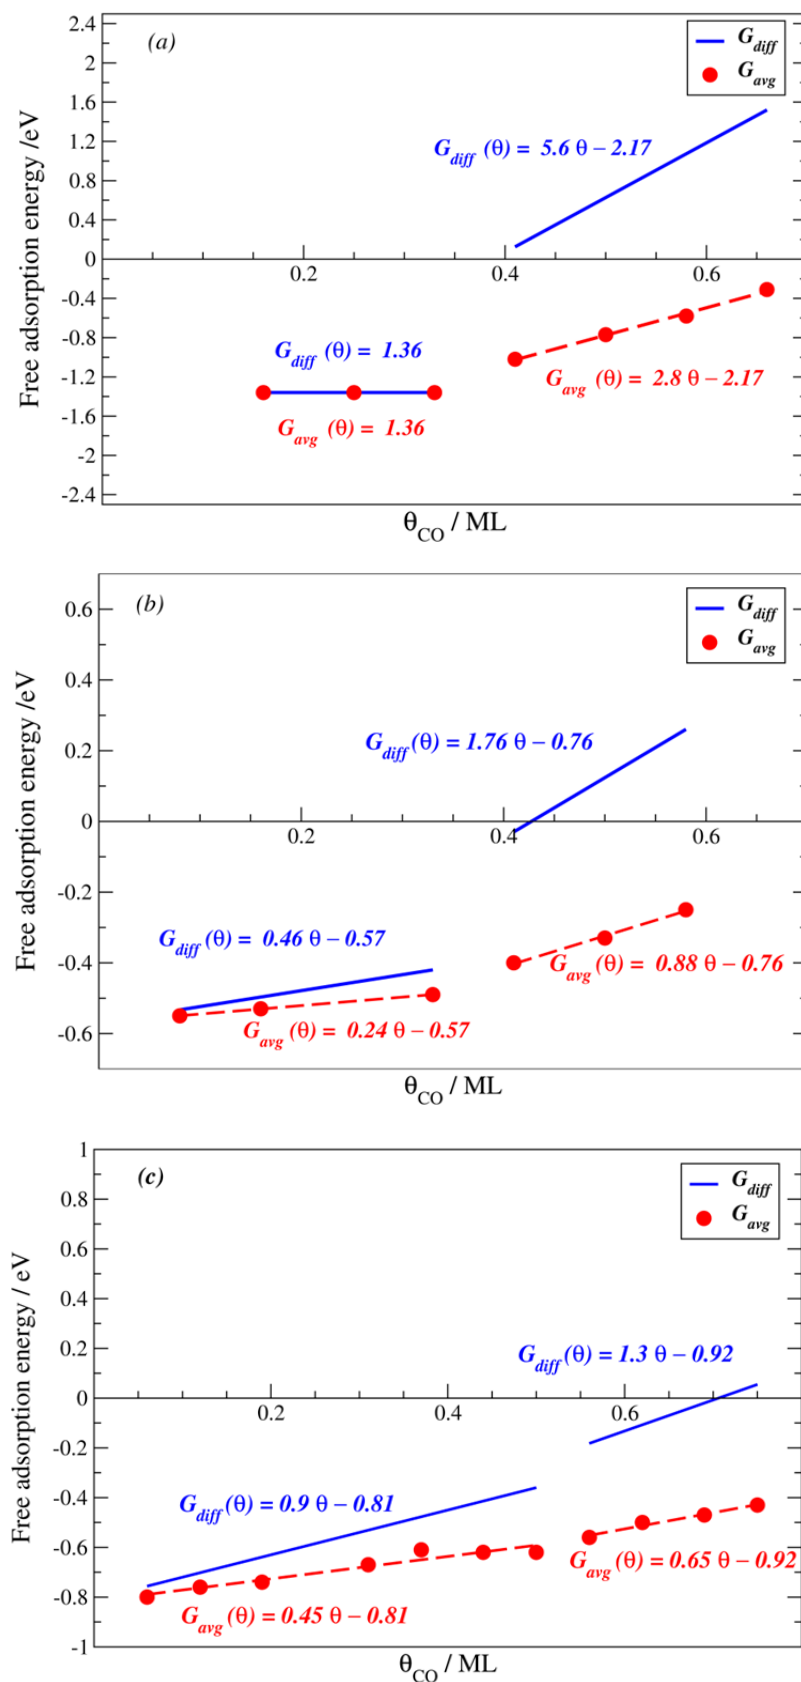 (a)
G_diff
G_avg
2.4
2
1.6
1.2
0.8
0.4
0
-0.4
-0.8
-1.2
-1.6
-2
-2.4
Free adsorption energy /eV
G_diff (θ) = 5.6 θ – 2.17
0.2 0.4 0.6
G_diff (θ) = 1.36
G_avg (θ) = 2.8 θ – 2.17
G_avg (θ) = 1.36
θ_CO / ML
(b)
G_diff
G_avg
0.6
0.4
0.2
0
-0.2
-0.4
-0.6
Free adsorption energy /eV
G_diff (θ) = 1.76 θ – 0.76
0.2 0.4 0.6
G_diff (θ) = 0.46 θ – 0.57
G_avg (θ) = 0.88 θ – 0.76
G_avg (θ) = 0.24 θ – 0.57
θ_CO / ML
(c)
G_diff
G_avg
1
0.8
0.6
0.4
0.2
0
-0.2
-0.4
-0.6
-0.8
-1
Free adsorption energy / eV
G_diff (θ) = 1.3 θ – 0.92
0.2 0.4 0.6
G_diff (θ) = 0.9 θ – 0.81
G_avg (θ) = 0.65 θ – 0.92
G_avg (θ) = 0.45 θ – 0.81
θ_CO / ML